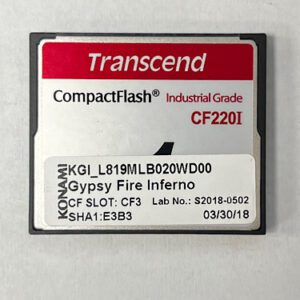 Transcend
CompactFlash® Industrial Grade
CF220I
KONAMI
KGI_L819MLB020WD00
Gypsy Fire Inferno
CF SLOT: CF3 Lab No.: S2018-0502
SHA1:E3B3 03/30/18